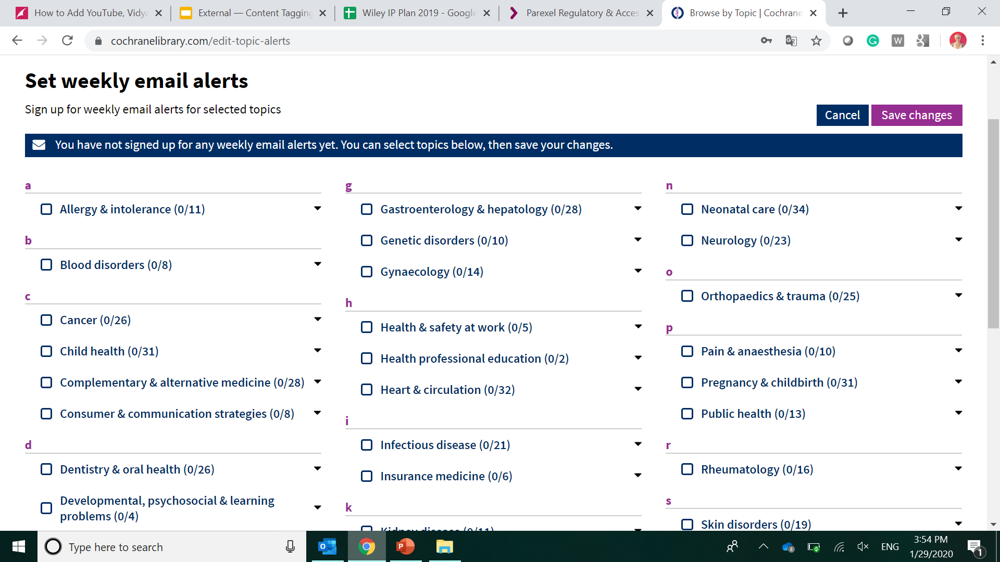 How to Add YouTube, Vidya
External — Content Tagging
Wiley IP Plan 2019 - Google
Parexel Regulatory & Acces
Browse by Topic | Cochrane
cochranelibrary.com/edit-topic-alerts
Set weekly email alerts
Sign up for weekly email alerts for selected topics
Cancel
Save changes
You have not signed up for any weekly email alerts yet. You can select topics below, then save your changes.
a
Allergy & intolerance (0/11)
b
Blood disorders (0/8)
c
Cancer (0/26)
Child health (0/31)
Complementary & alternative medicine (0/28)
Consumer & communication strategies (0/8)
d
Dentistry & oral health (0/26)
Developmental, psychosocial & learning
problems (0/4)
g
Gastroenterology & hepatology (0/28)
Genetic disorders (0/10)
Gynaecology (0/14)
h
Health & safety at work (0/5)
Health professional education (0/2)
Heart & circulation (0/32)
i
Infectious disease (0/21)
Insurance medicine (0/6)
k
Kidney disease (0/11)
n
Neonatal care (0/34)
Neurology (0/23)
o
Orthopaedics & trauma (0/25)
p
Pain & anaesthesia (0/10)
Pregnancy & childbirth (0/31)
Public health (0/13)
r
Rheumatology (0/16)
s
Skin disorders (0/19)
Type here to search
ENG
3:54 PM
1/29/2020
1